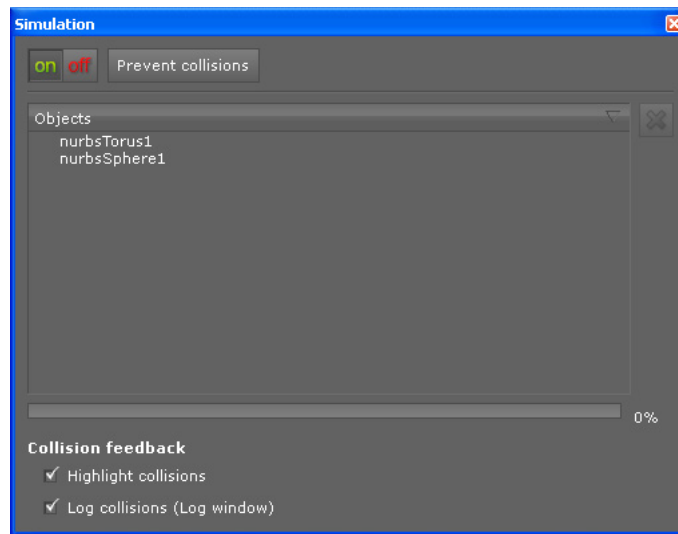 Simulation
on off Prevent collisions
Objects
nurbsTorus1
nurbsSphere1
0%
Collision feedback
Highlight collisions
Log collisions (Log window)